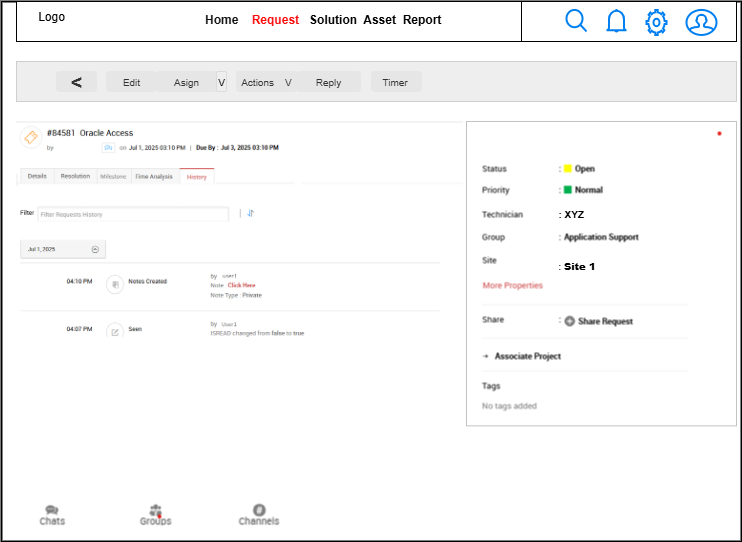 Logo
Home Request Solution Asset Report
< Edit Asign V Actions V Reply Timer
#84581 Oracle Access
by on Jul 1, 2025 03:10 PM | Due By : Jul 3, 2025 03:10 PM
Details Resolution Milestone Time Analysis History
Filter Filter Requests History
Jul 1, 2025
04:10 PM Notes Created by user1
Note Click Here
Note Type : Private
04:07 PM Seen by User1
ISREAD changed from false to true
Status : Open
Priority : Normal
Technician : XYZ
Group : Application Support
Site : Site 1
More Properties
Share : Share Request
→ Associate Project
Tags
No tags added
Chats Groups # Channels